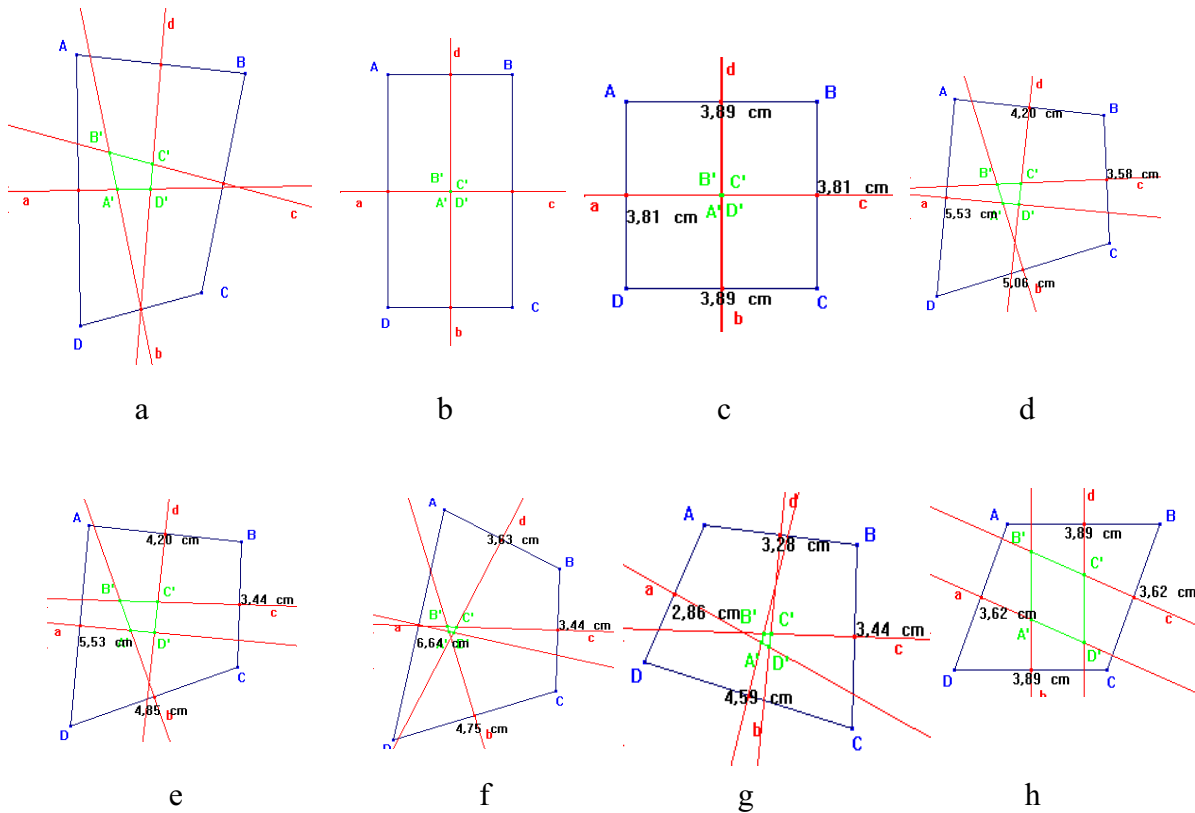 d
A
B
B'
C'
A'
D'
a
c
C
D
b
a
d
A
B
B'
C'
a
A'
D'
c
D
C
b
b
d
A
B
3,89 cm
B'
C'
3,81 cm
a
A'
D'
c
3,81 cm
D
3,89 cm
C
b
c
d
A
4,20 cm
B
B'
C'
3,58 cm
c
a
5,53 cm
D'
C
5,06 cm
b
D
d
d
A
4,20 cm
B
B'
C'
3,44 cm
c
a
5,53 cm
D'
C
4,85 cm
b
D
e
A
d
3,63 cm
B
B'
C'
3,44 cm
c
a
6,64 cm
C
4,75 cm
b
D
f
d
A
3,28 cm
B
a
2,86 cm
B'
C'
3,44 cm
c
A'
D'
D
4,59 cm
b
C
g
A
B
3,89 cm
B'
C'
a
3,62 cm
3,62 cm
c
A'
D'
D
3,89 cm
C
b
h